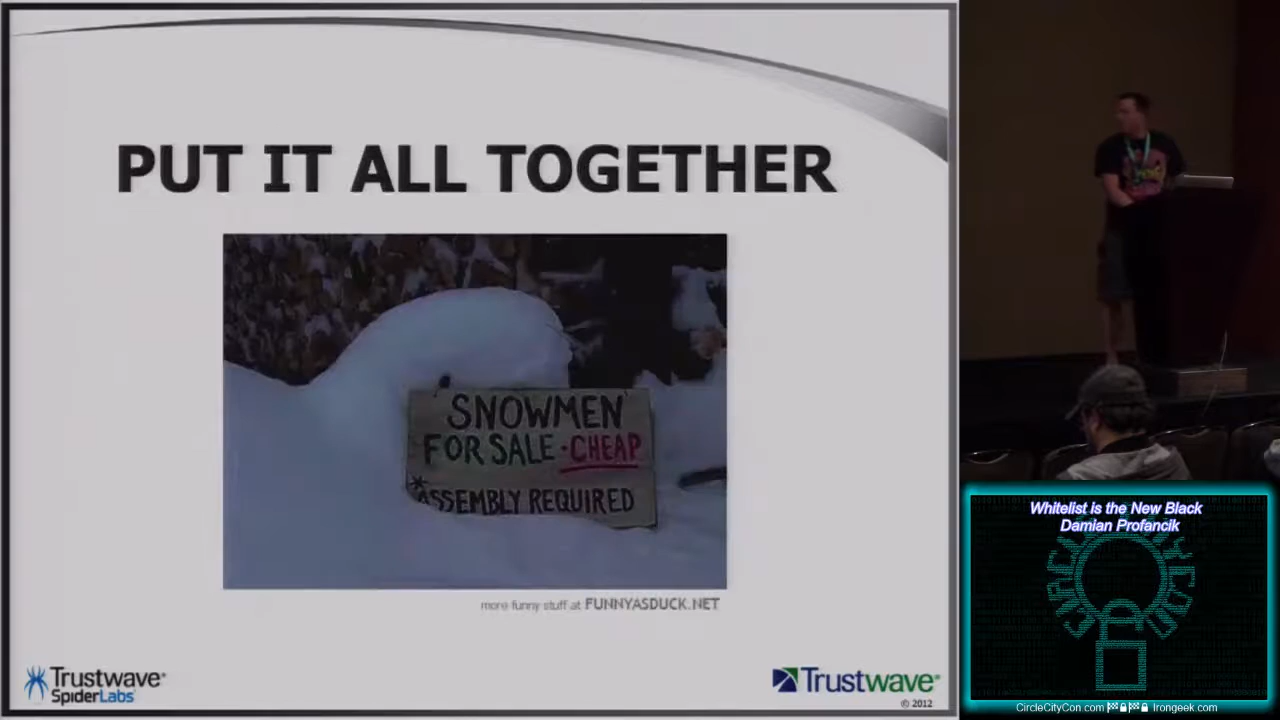 PUT IT ALL TOGETHER
SNOWMEN
FOR SALE · CHEAP
*ASSEMBLY REQUIRED
more funny stuff at FUNNYASDUCK.NET
Trustwave®
SpiderLabs
Trustwave®
© 2012
Whitelist is the New Black
Damian Profancik
CircleCityCon.com Irongeek.com